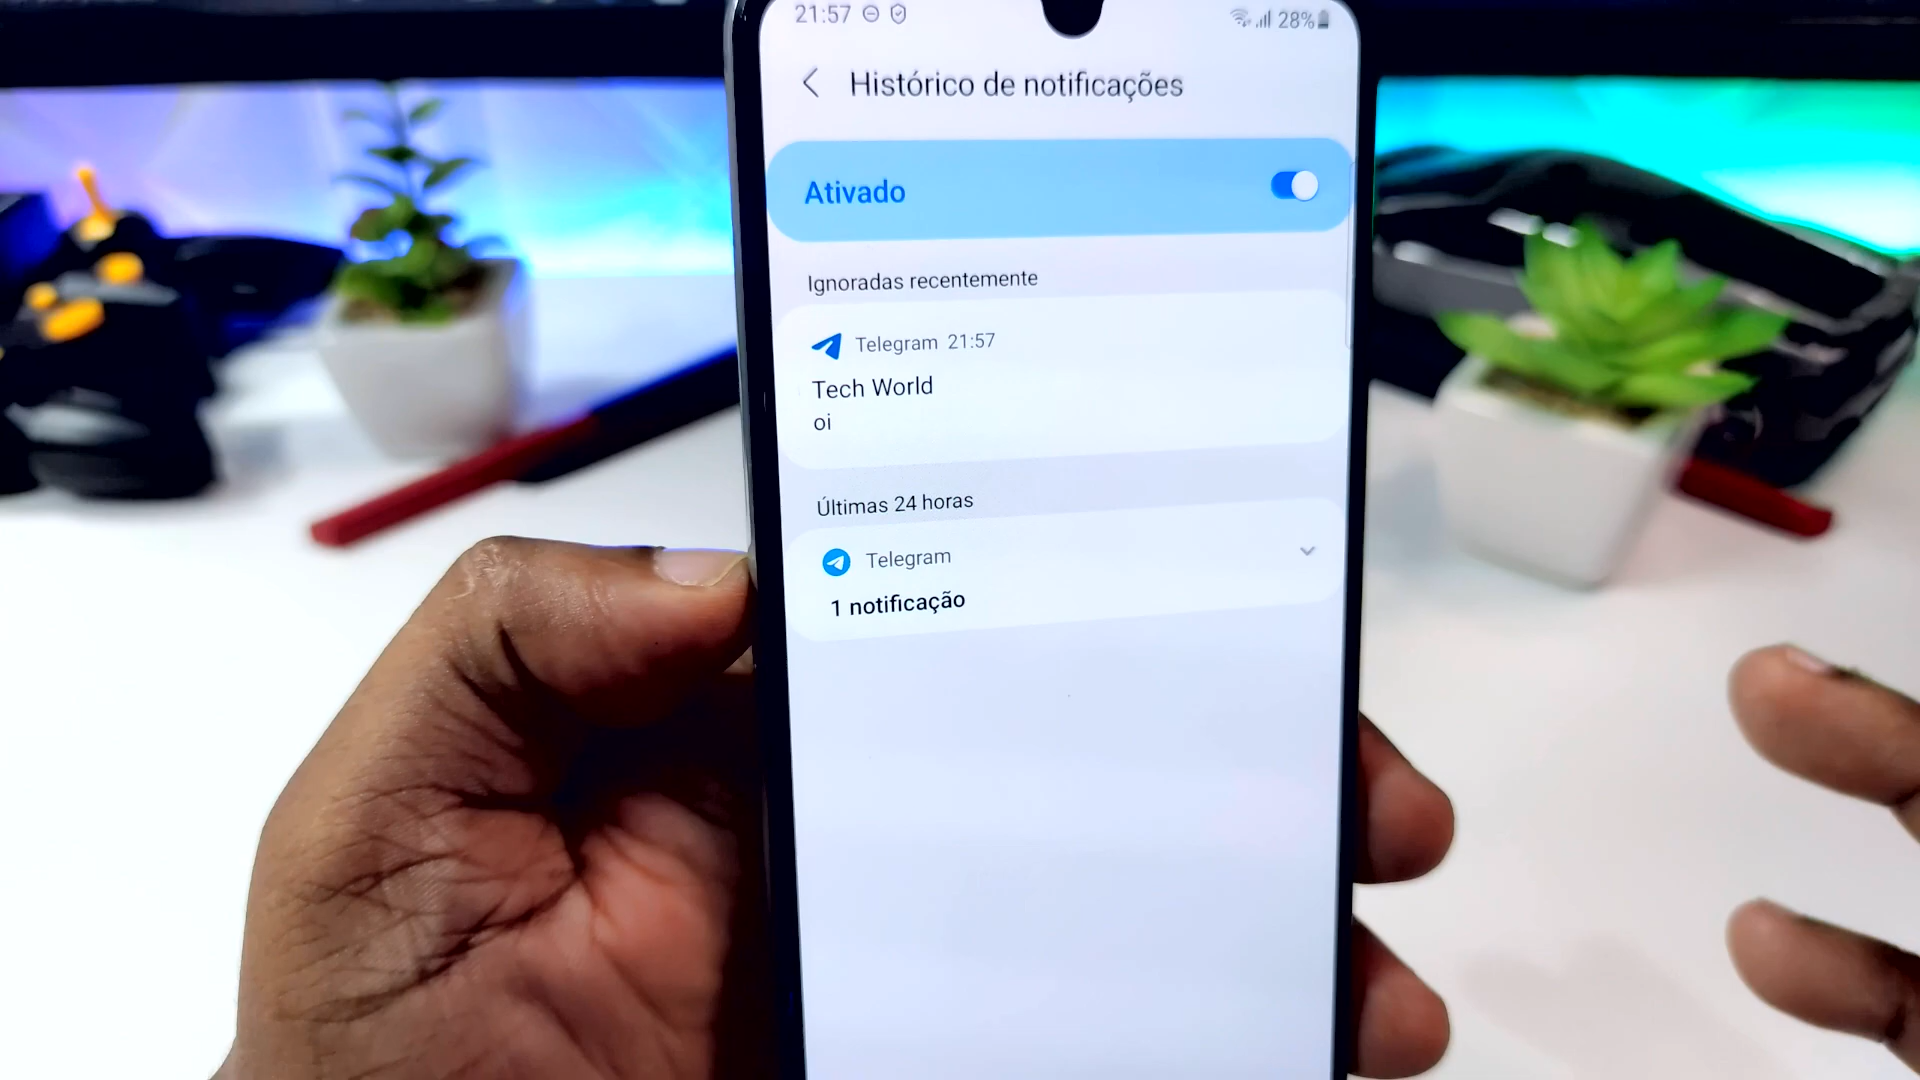 21:57
28%
Histórico de notificações
Ativado
Ignoradas recentemente
Telegram 21:57
Tech World
oi
Últimas 24 horas
Telegram
1 notificação